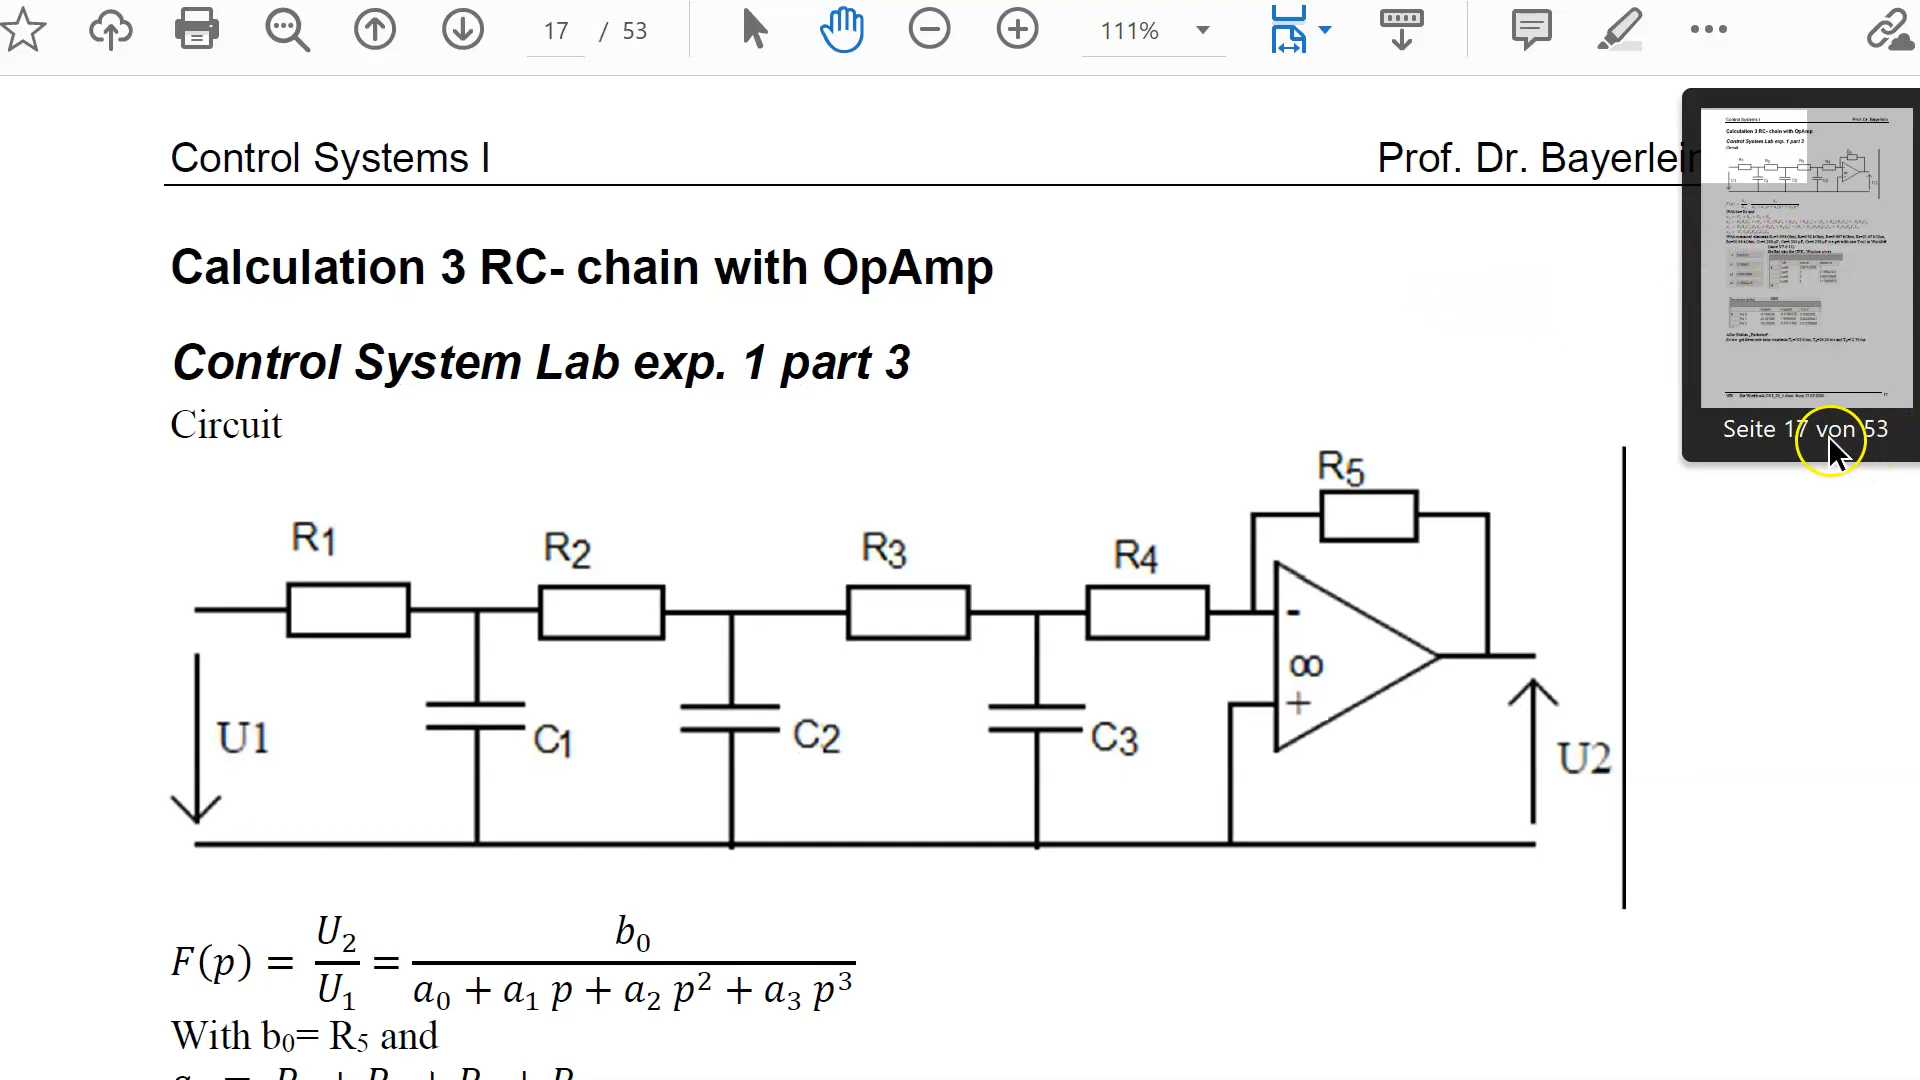 17 / 53
111%
Control Systems I Prof. Dr. Bayerlein
Calculation 3 RC- chain with OpAmp
Control System Lab exp. 1 part 3
Circuit
Seite 17 von 53
R5
R1
R2
R3
R4
-
∞
+
U1
C1
C2
C3
U2
F(p) = U2/U1 = b0/(a0 + a1 p + a2 p² + a3 p³)
With b0= R5 and